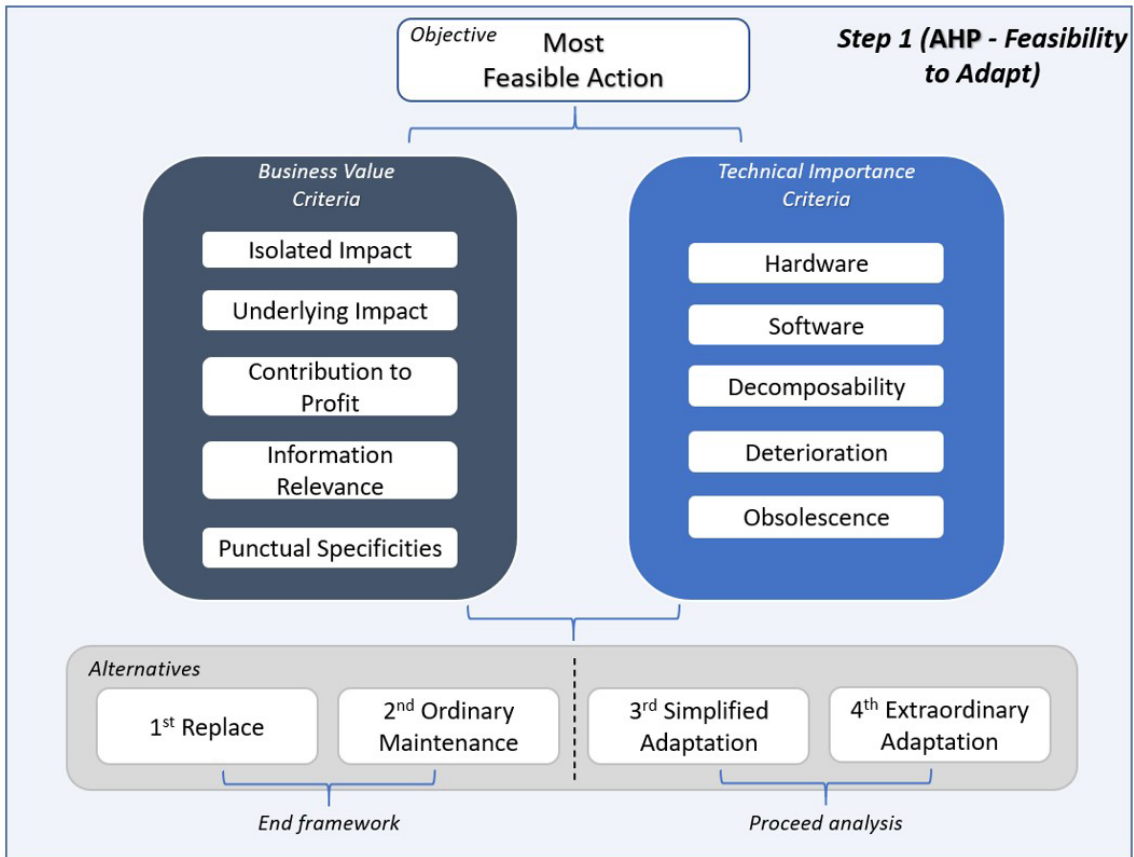 Objective
Most
Feasible Action
Step 1 (AHP - Feasibility
to Adapt)
Business Value
Criteria
Isolated Impact
Underlying Impact
Contribution to
Profit
Information
Relevance
Punctual Specificities
Technical Importance
Criteria
Hardware
Software
Decomposability
Deterioration
Obsolescence
Alternatives
1st Replace
2nd Ordinary
Maintenance
3rd Simplified
Adaptation
4th Extraordinary
Adaptation
End framework
Proceed analysis